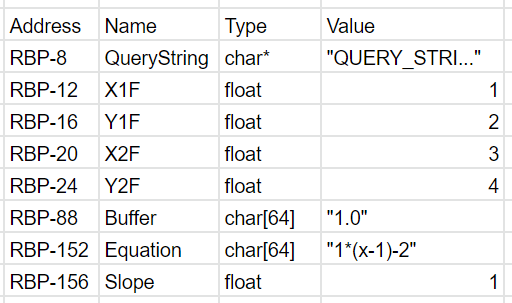 Address Name Type Value
RBP-8 QueryString char* "QUERY_STRI..."
RBP-12 X1F float 1
RBP-16 Y1F float 2
RBP-20 X2F float 3
RBP-24 Y2F float 4
RBP-88 Buffer char[64] "1.0"
RBP-152 Equation char[64] "1*(x-1)-2"
RBP-156 Slope float 1